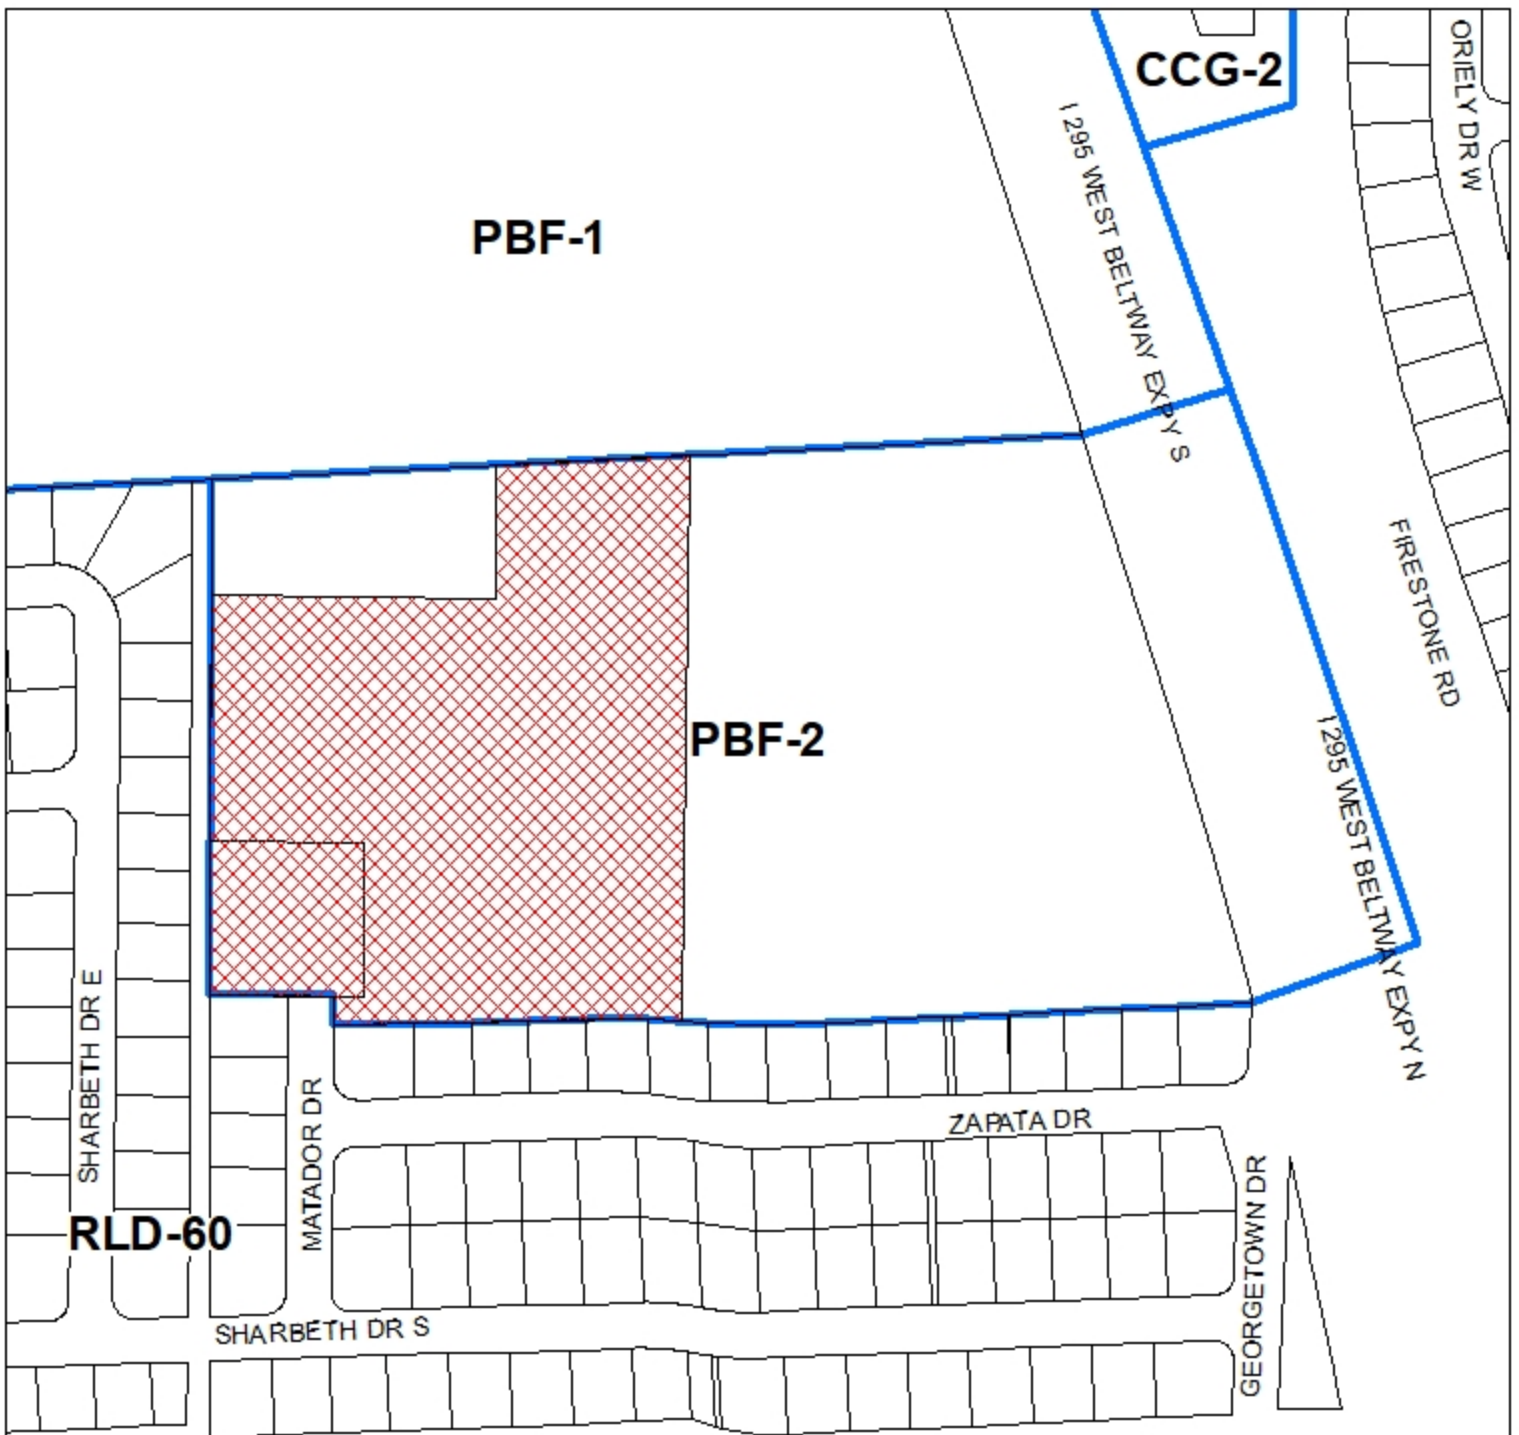 CCG-2
ORIELY DR W
I 295 WEST BELTWAY EXPY S
PBF-1
FIRESTONE RD
PBF-2
I 295 WEST BELTWAY EXPY N
SHARBETH DR E
MATADOR DR
ZAPATA DR
GEORGETOWN DR
RLD-60
SHARBETH DR S